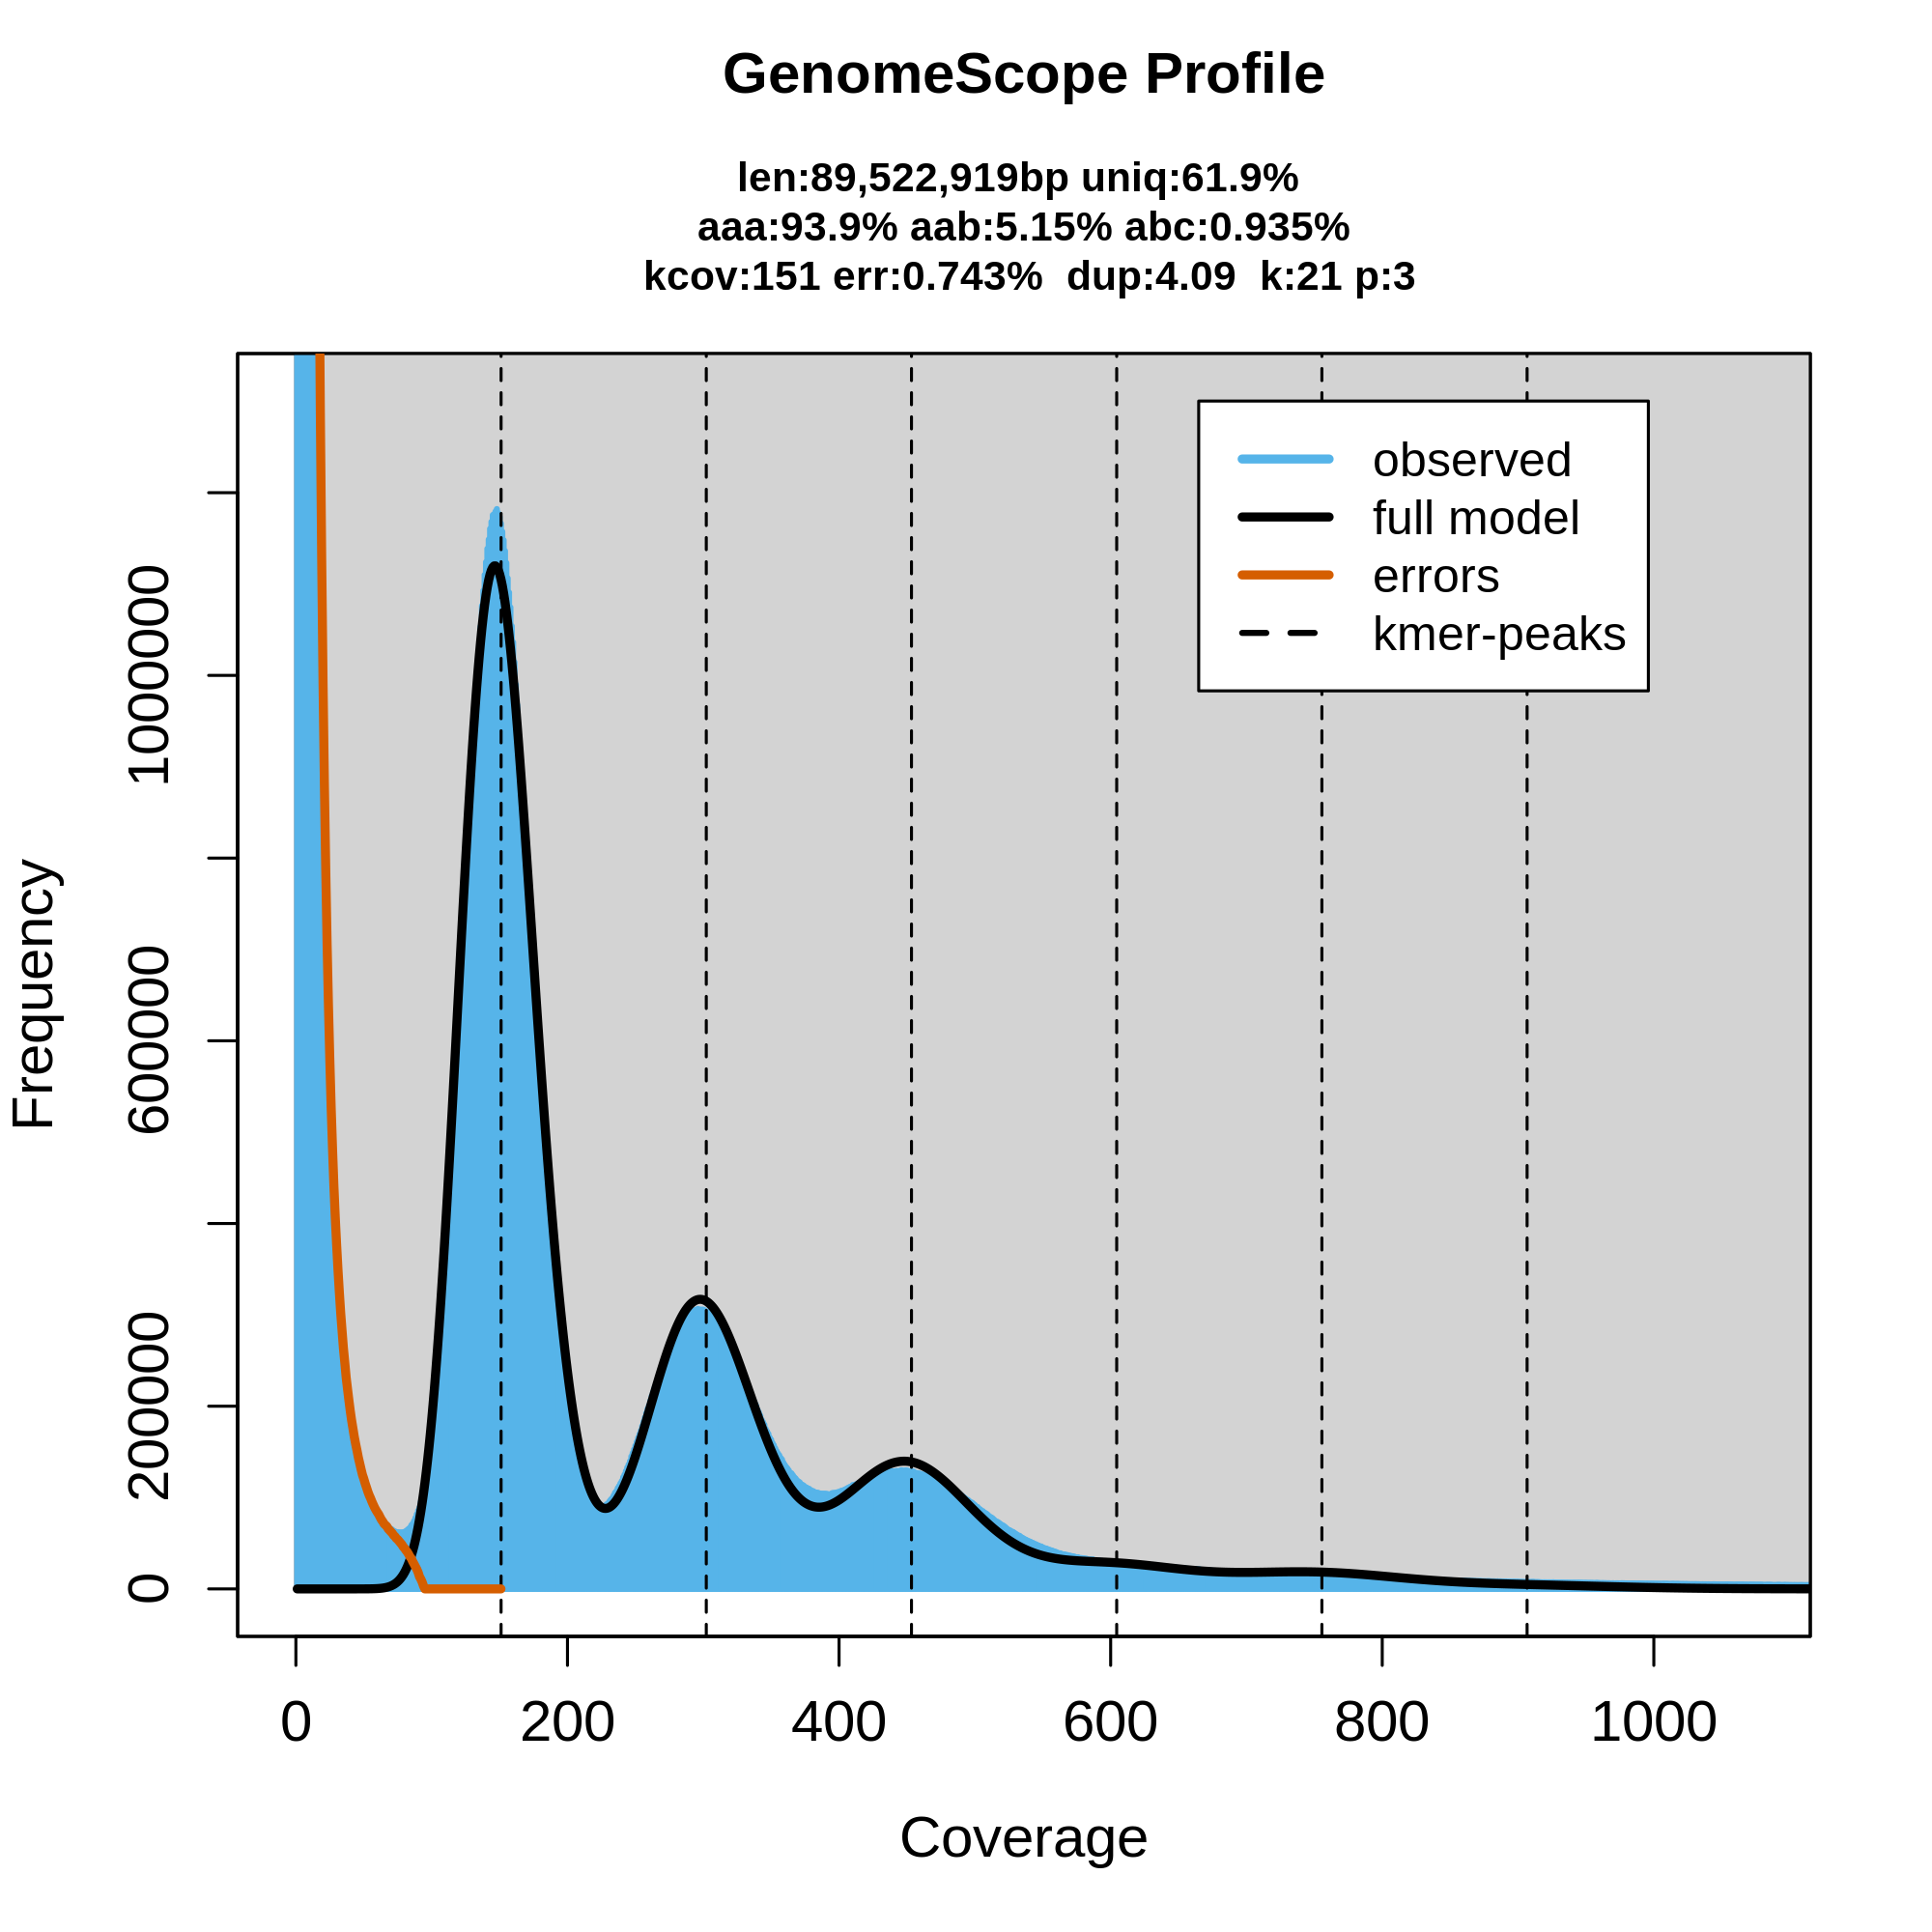 GenomeScope Profile
len:89,522,919bp uniq:61.9%
aaa:93.9% aab:5.15% abc:0.935%
kcov:151 err:0.743% dup:4.09 k:21 p:3
observed
full model
errors
kmer-peaks
Frequency
1000000
600000
200000
0
0 200 400 600 800 1000
Coverage